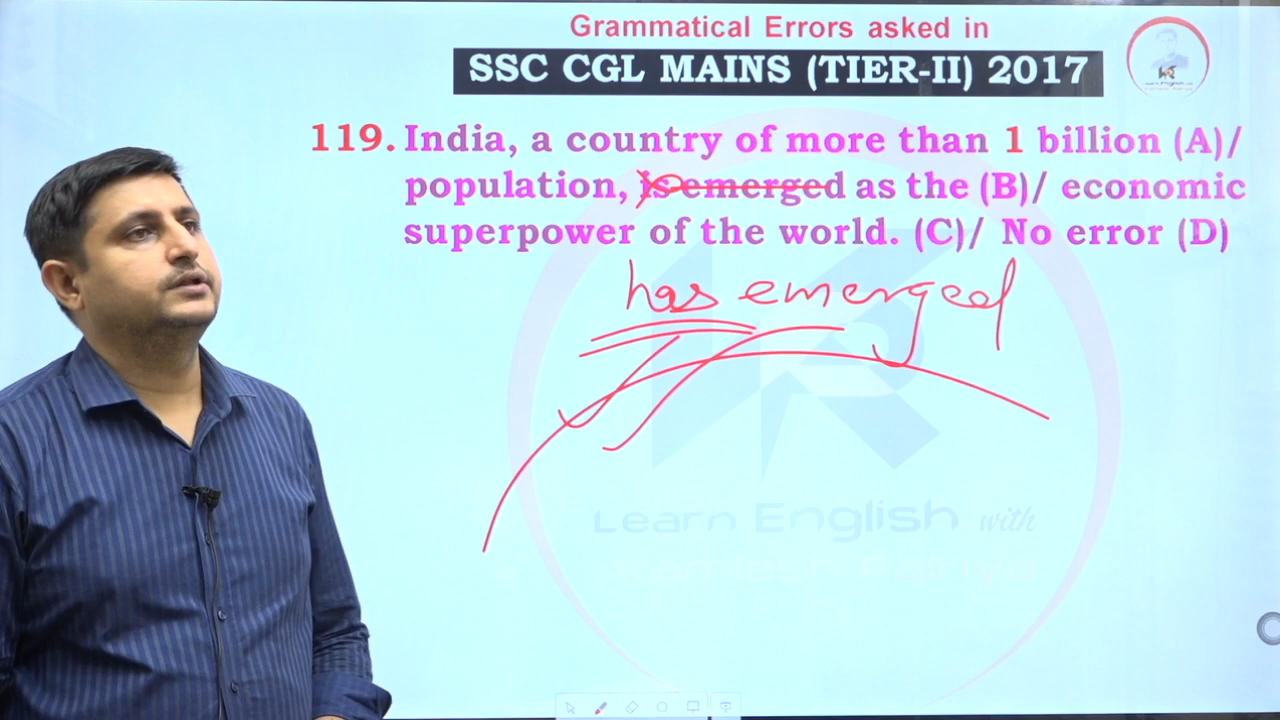 Grammatical Errors asked in
SSC CGL MAINS (TIER-II) 2017
119. India, a country of more than 1 billion (A)/
population, is emerged as the (B)/ economic
superpower of the world. (C)/ No error (D)
has emerged
Learn English with